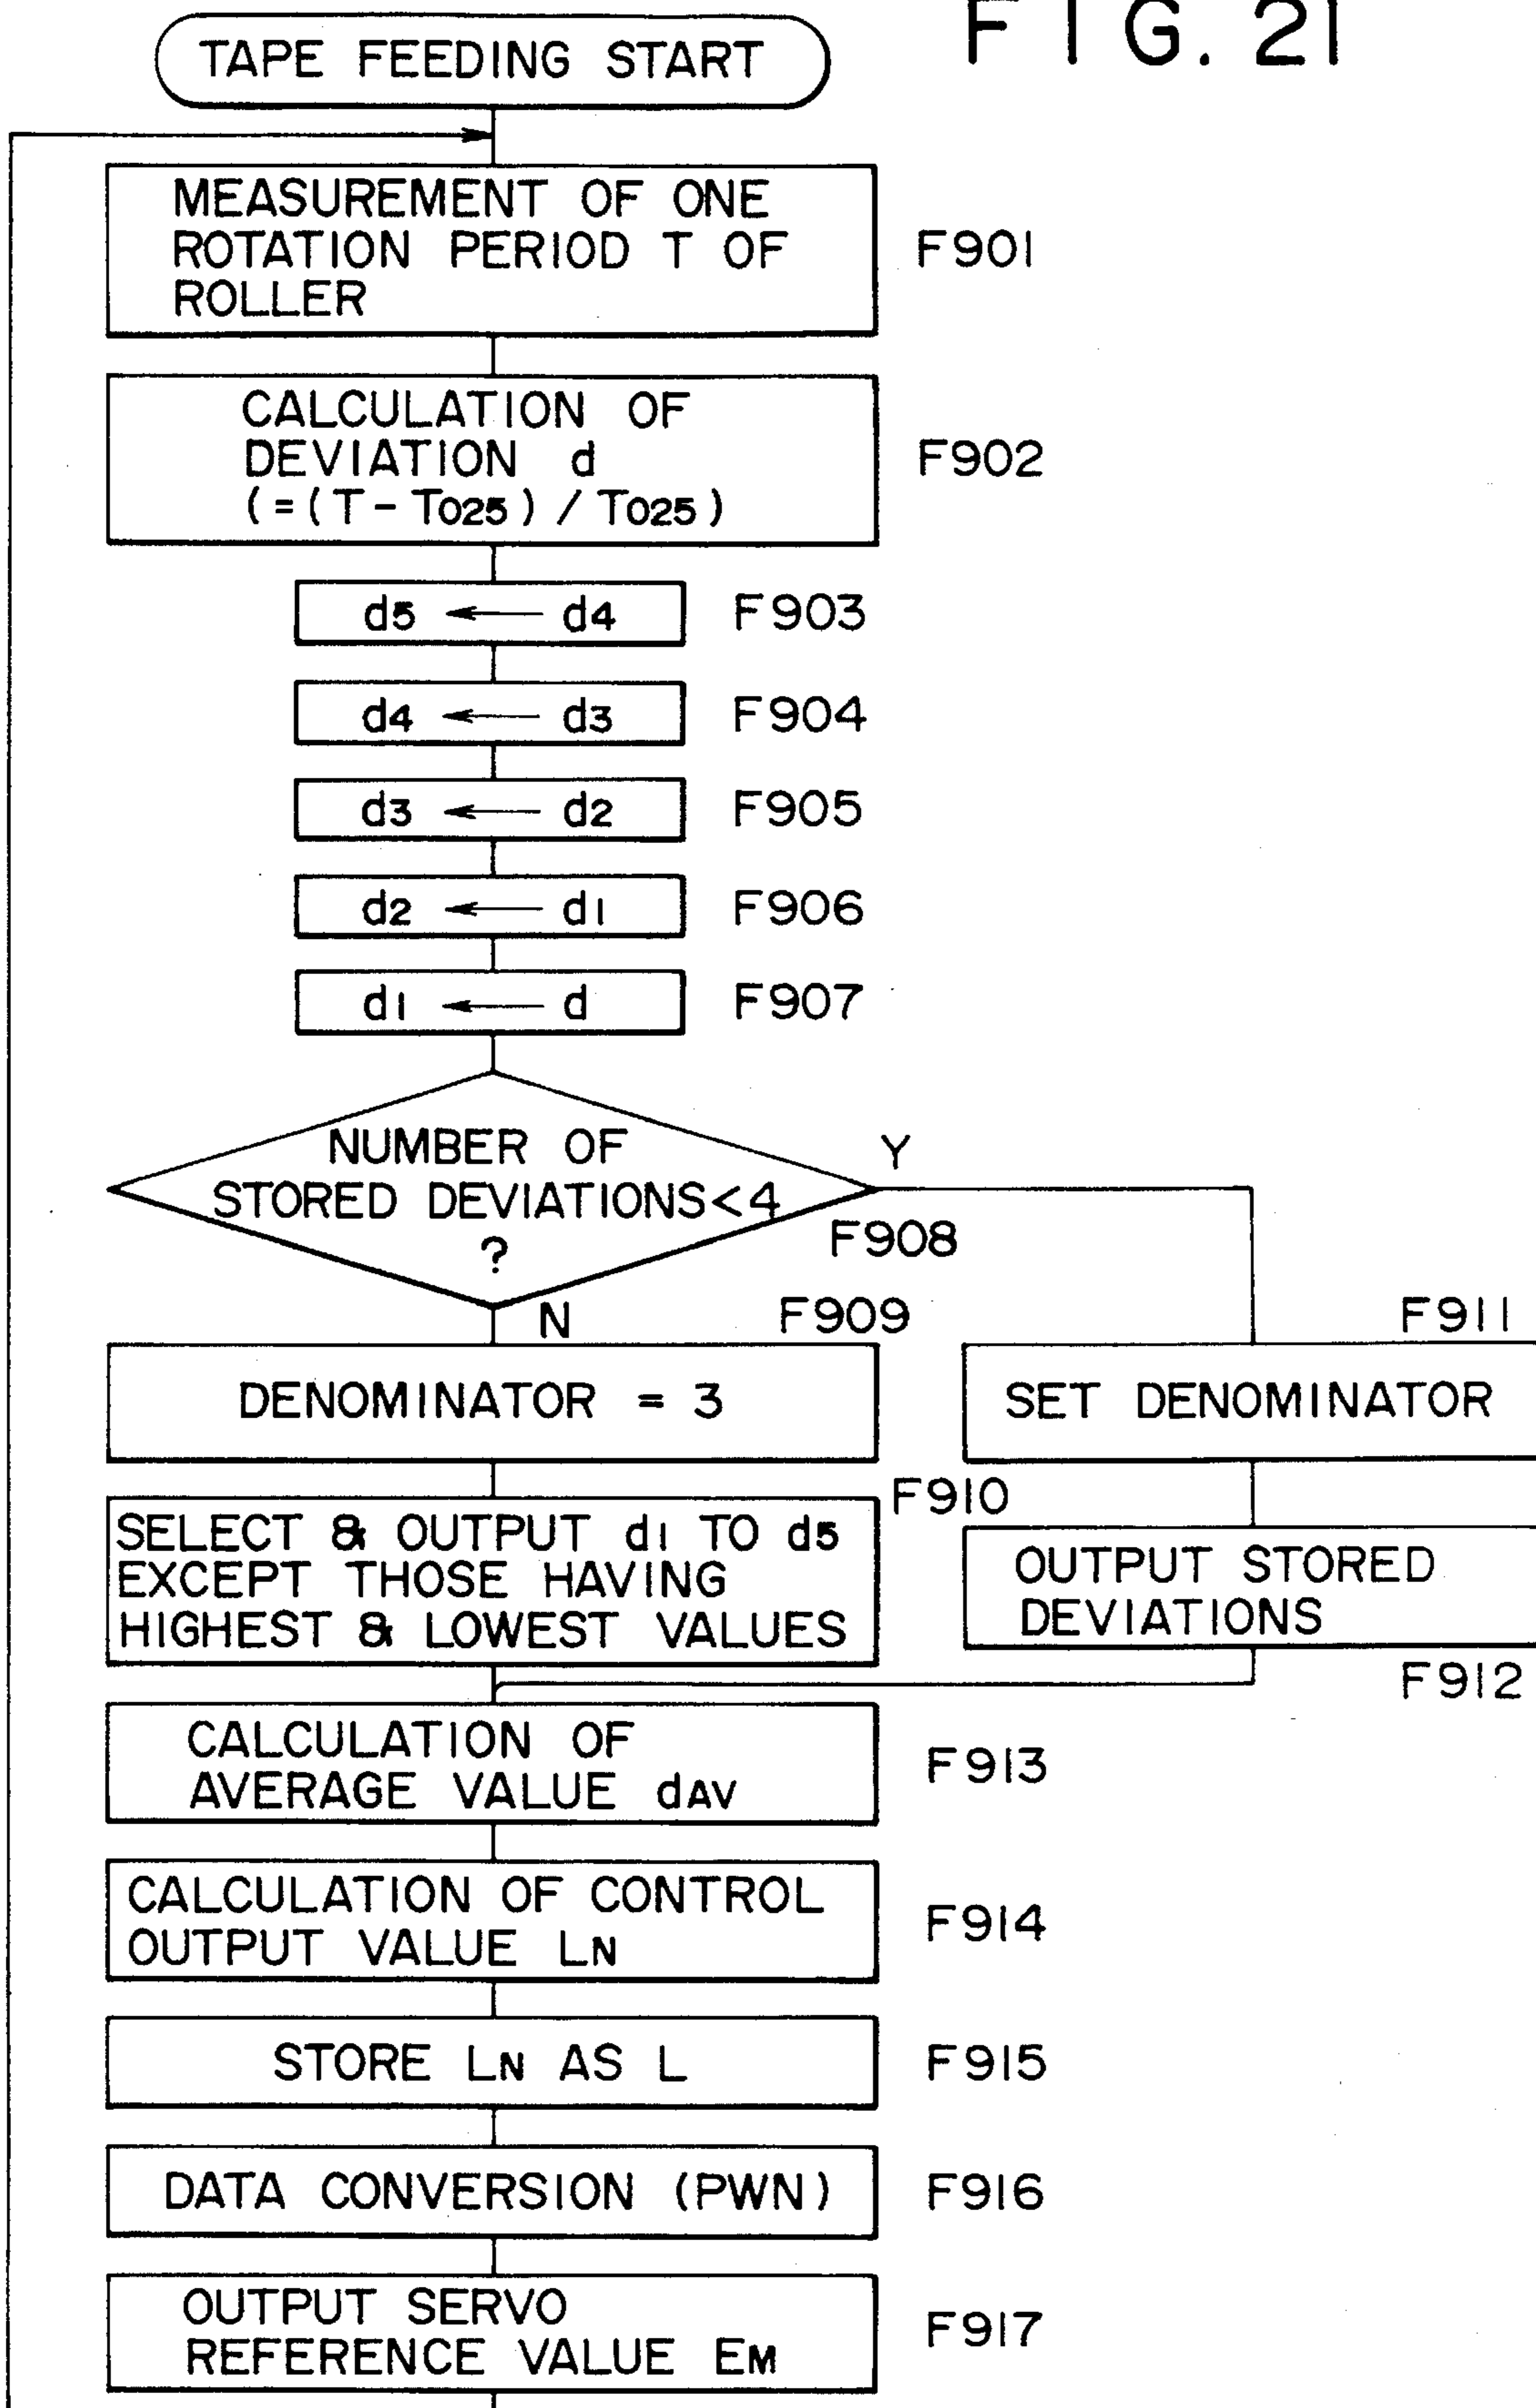 FIG. 21
TAPE FEEDING START
MEASUREMENT OF ONE
ROTATION PERIOD T OF
ROLLER
F901
CALCULATION OF
DEVIATION d
(=(T-T025)/T025)
F902
d5 ← d4
F903
d4 ← d3
F904
d3 ← d2
F905
d2 ← d1
F906
d1 ← d
F907
NUMBER OF
STORED DEVIATIONS<4
?
Y
F908
N
F909
DENOMINATOR = 3
F911
SET DENOMINATOR
F910
SELECT & OUTPUT d1 TO d5
EXCEPT THOSE HAVING
HIGHEST & LOWEST VALUES
OUTPUT STORED
DEVIATIONS
F912
CALCULATION OF
AVERAGE VALUE dAV
F913
CALCULATION OF CONTROL
OUTPUT VALUE LN
F914
STORE LN AS L
F915
DATA CONVERSION (PWN)
F916
OUTPUT SERVO
REFERENCE VALUE EM
F917